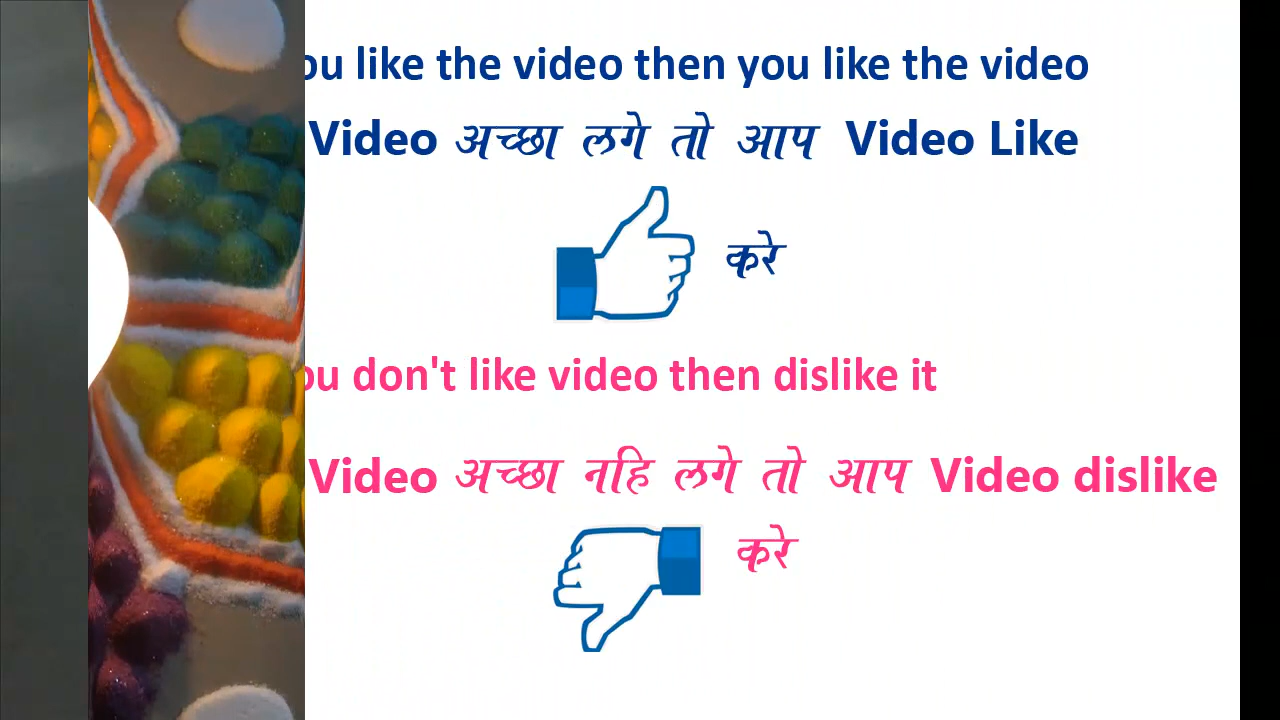 ou like the video then you like the video
Video अच्छा लगे तो आप Video Like
करे
ou don't like video then dislike it
Video अच्छा नहि लगे तो आप Video dislike
करे